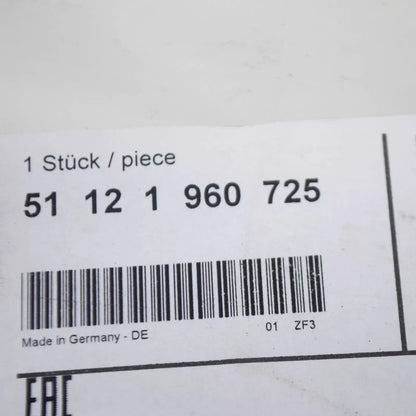 1 Stück / piece
51 12 1 960 725
01 ZF3
Made in Germany - DE
EAC